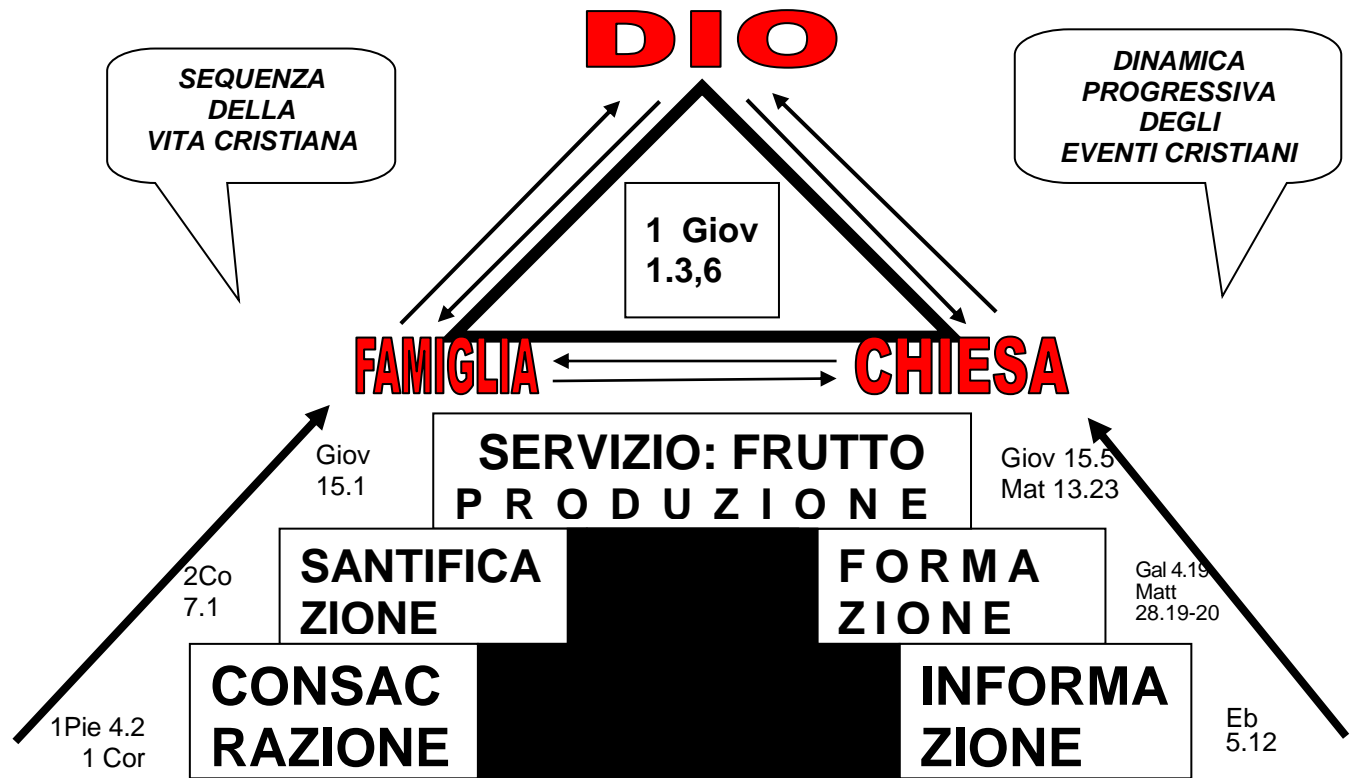 DIO
SEQUENZA
DELLA
VITA CRISTIANA
DINAMICA
PROGRESSIVA
DEGLI
EVENTI CRISTIANI
1 Giov
1.3,6
FAMIGLIA
CHIESA
Giov
15.1
SERVIZIO: FRUTTO
P R O D U Z I O N E
Giov 15.5
Mat 13.23
2Co
7.1
SANTIFICA
ZIONE
F O R M A
Z I O N E
Gal 4.19
Matt
28.19-20
1Pie 4.2
1 Cor
CONSAC
RAZIONE
INFORMA
ZIONE
Eb
5.12